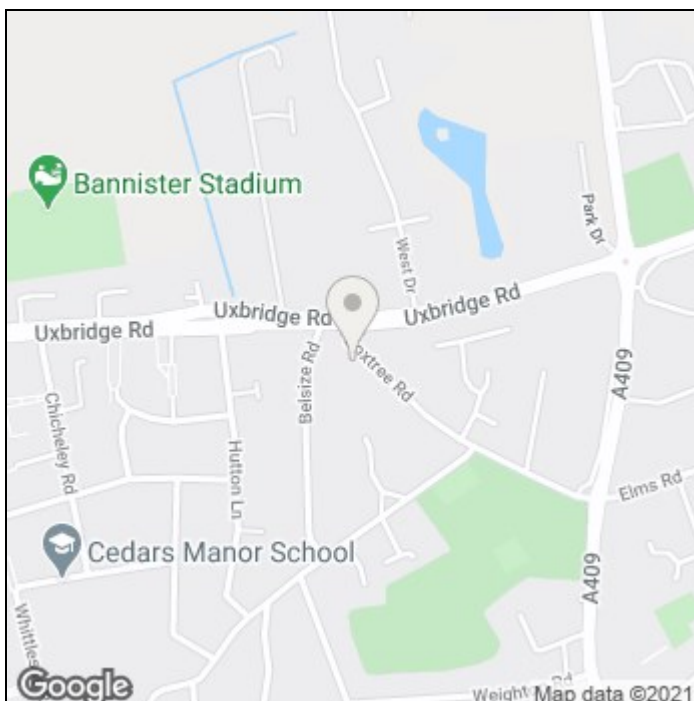 Bannister Stadium
Park Dr
West Dr
Uxbridge Rd
Uxbridge Rd
Uxbridge Rd
Belsize Rd
A409
Chicheley Rd
Hutton Ln
Elms Rd
Cedars Manor School
A409
Google
Map data ©2021